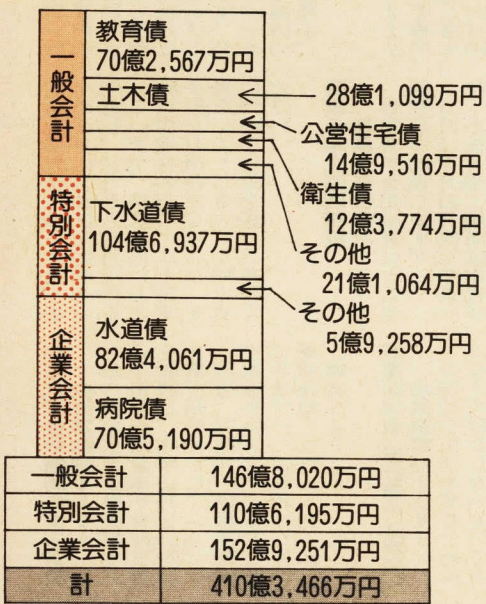 一般会計
教育債
70億2,567万円
土木債
28億1,099万円
公営住宅債
14億9,516万円
衛生債
12億3,774万円
その他
21億1,064万円
特別会計
下水道債
104億6,937万円
その他
5億9,258万円
企業会計
水道債
82億4,061万円
病院債
70億5,190万円
一般会計 146億8,020万円
特別会計 110億6,195万円
企業会計 152億9,251万円
計 410億3,466万円